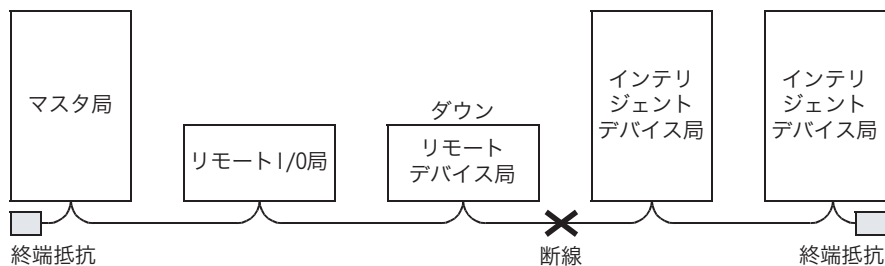 マスタ局
リモートI/O局
ダウン
リモート
デバイス局
インテリ
ジェント
デバイス局
インテリ
ジェント
デバイス局
終端抵抗
断線
終端抵抗